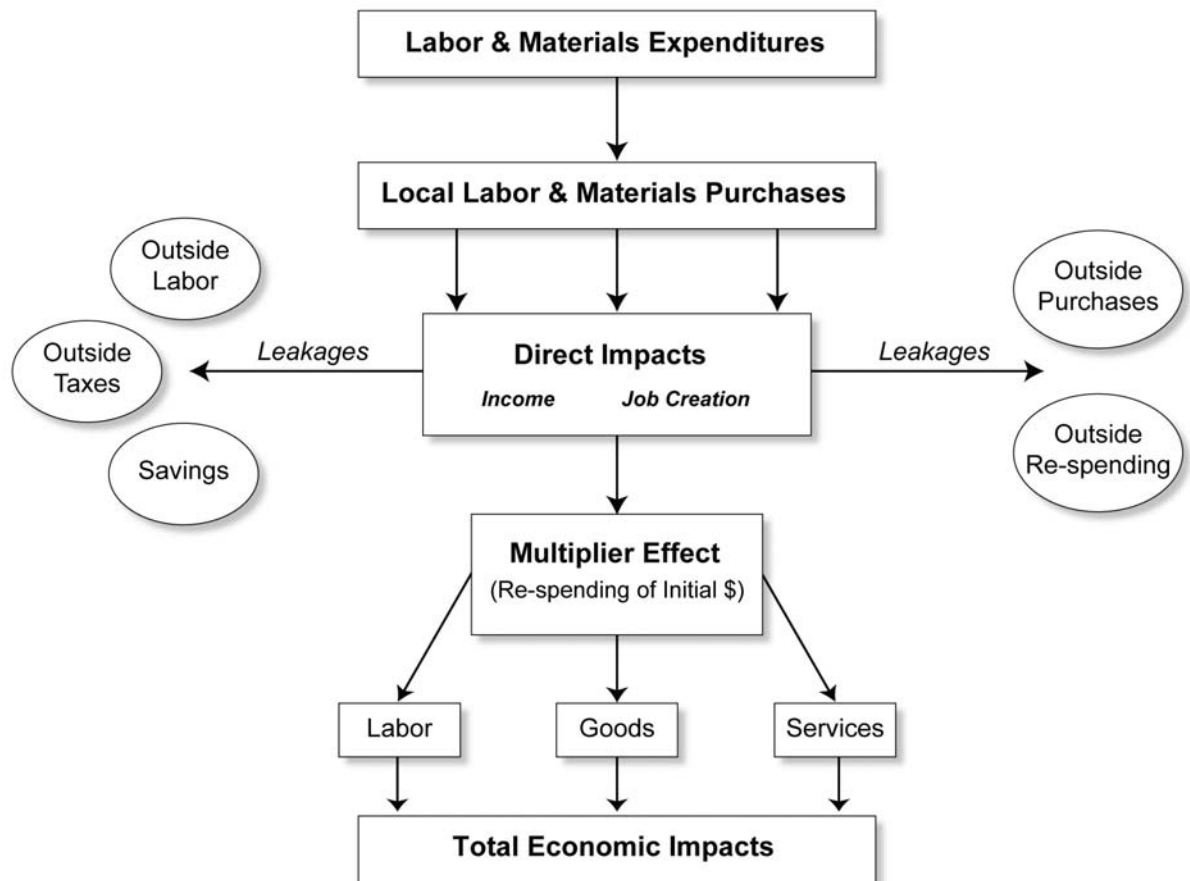 Labor & Materials Expenditures
Local Labor & Materials Purchases
Outside
Labor
Outside
Taxes
Savings
Leakages
Direct Impacts
Income Job Creation
Leakages
Outside
Purchases
Outside
Re-spending
Multiplier Effect
(Re-spending of Initial $)
Labor
Goods
Services
Total Economic Impacts